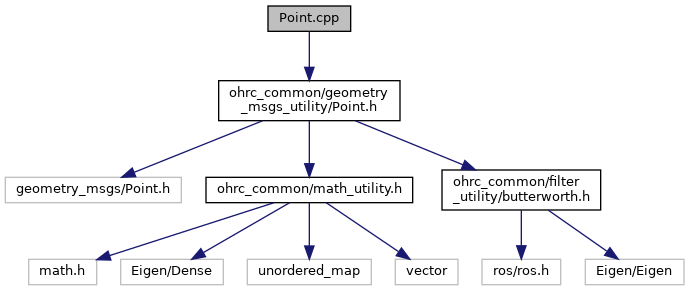 Point.cpp
ohrc_common/geometry
_msgs_utility/Point.h
geometry_msgs/Point.h
ohrc_common/math_utility.h
ohrc_common/filter
_utility/butterworth.h
math.h
Eigen/Dense
unordered_map
vector
ros/ros.h
Eigen/Eigen